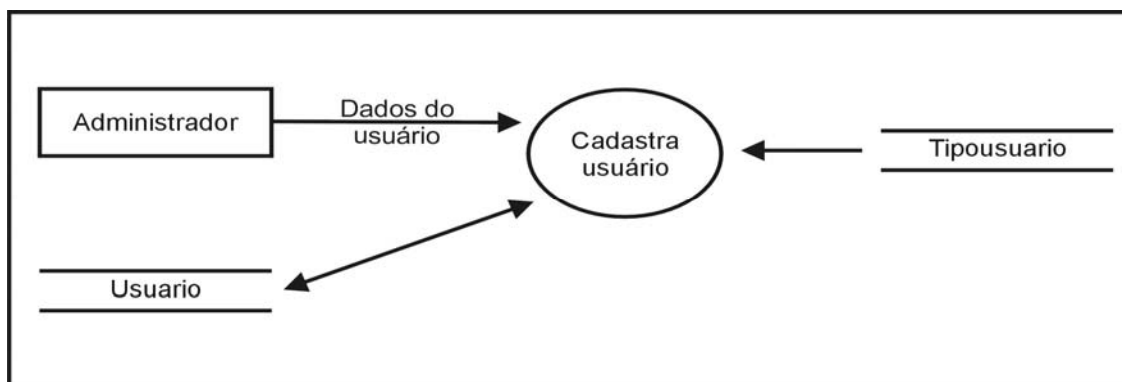 Administrador
Dados do
usuário
Cadastra
usuário
Tipousuario
Usuario